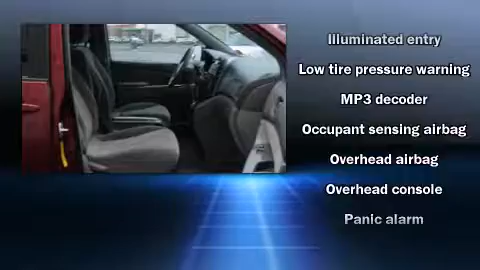 Illuminated entry
Low tire pressure warning
MP3 decoder
Occupant sensing airbag
Overhead airbag
Overhead console
Panic alarm